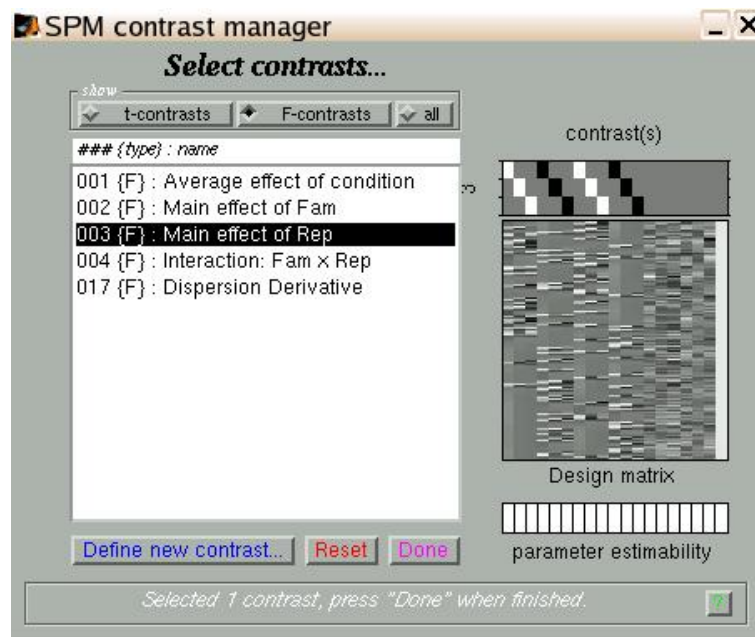 SPM contrast manager
Select contrasts...
show
t-contrasts F-contrasts all
### {type} : name
001 {F} : Average effect of condition
002 {F} : Main effect of Fam
003 {F} : Main effect of Rep
004 {F} : Interaction: Fam x Rep
017 {F} : Dispersion Derivative
contrast(s)
3
Design matrix
parameter estimability
Define new contrast... Reset Done
Selected 1 contrast, press "Done" when finished. ?